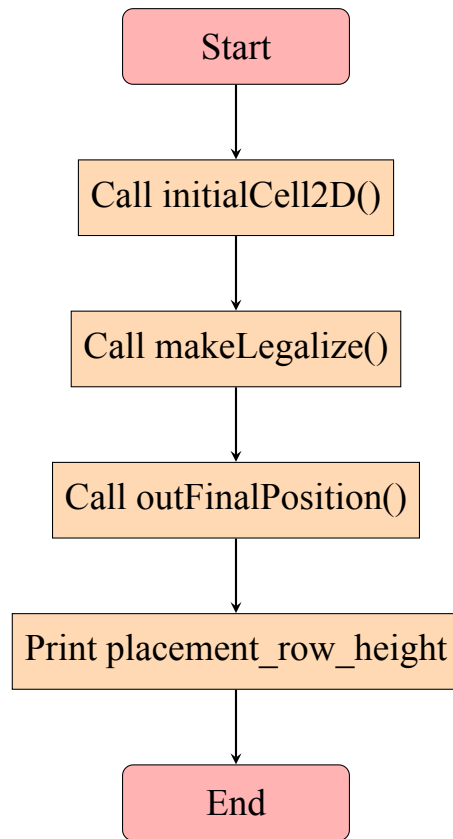 Start
Call initialCell2D()
Call makeLegalize()
Call outFinalPosition()
Print placement_row_height
End